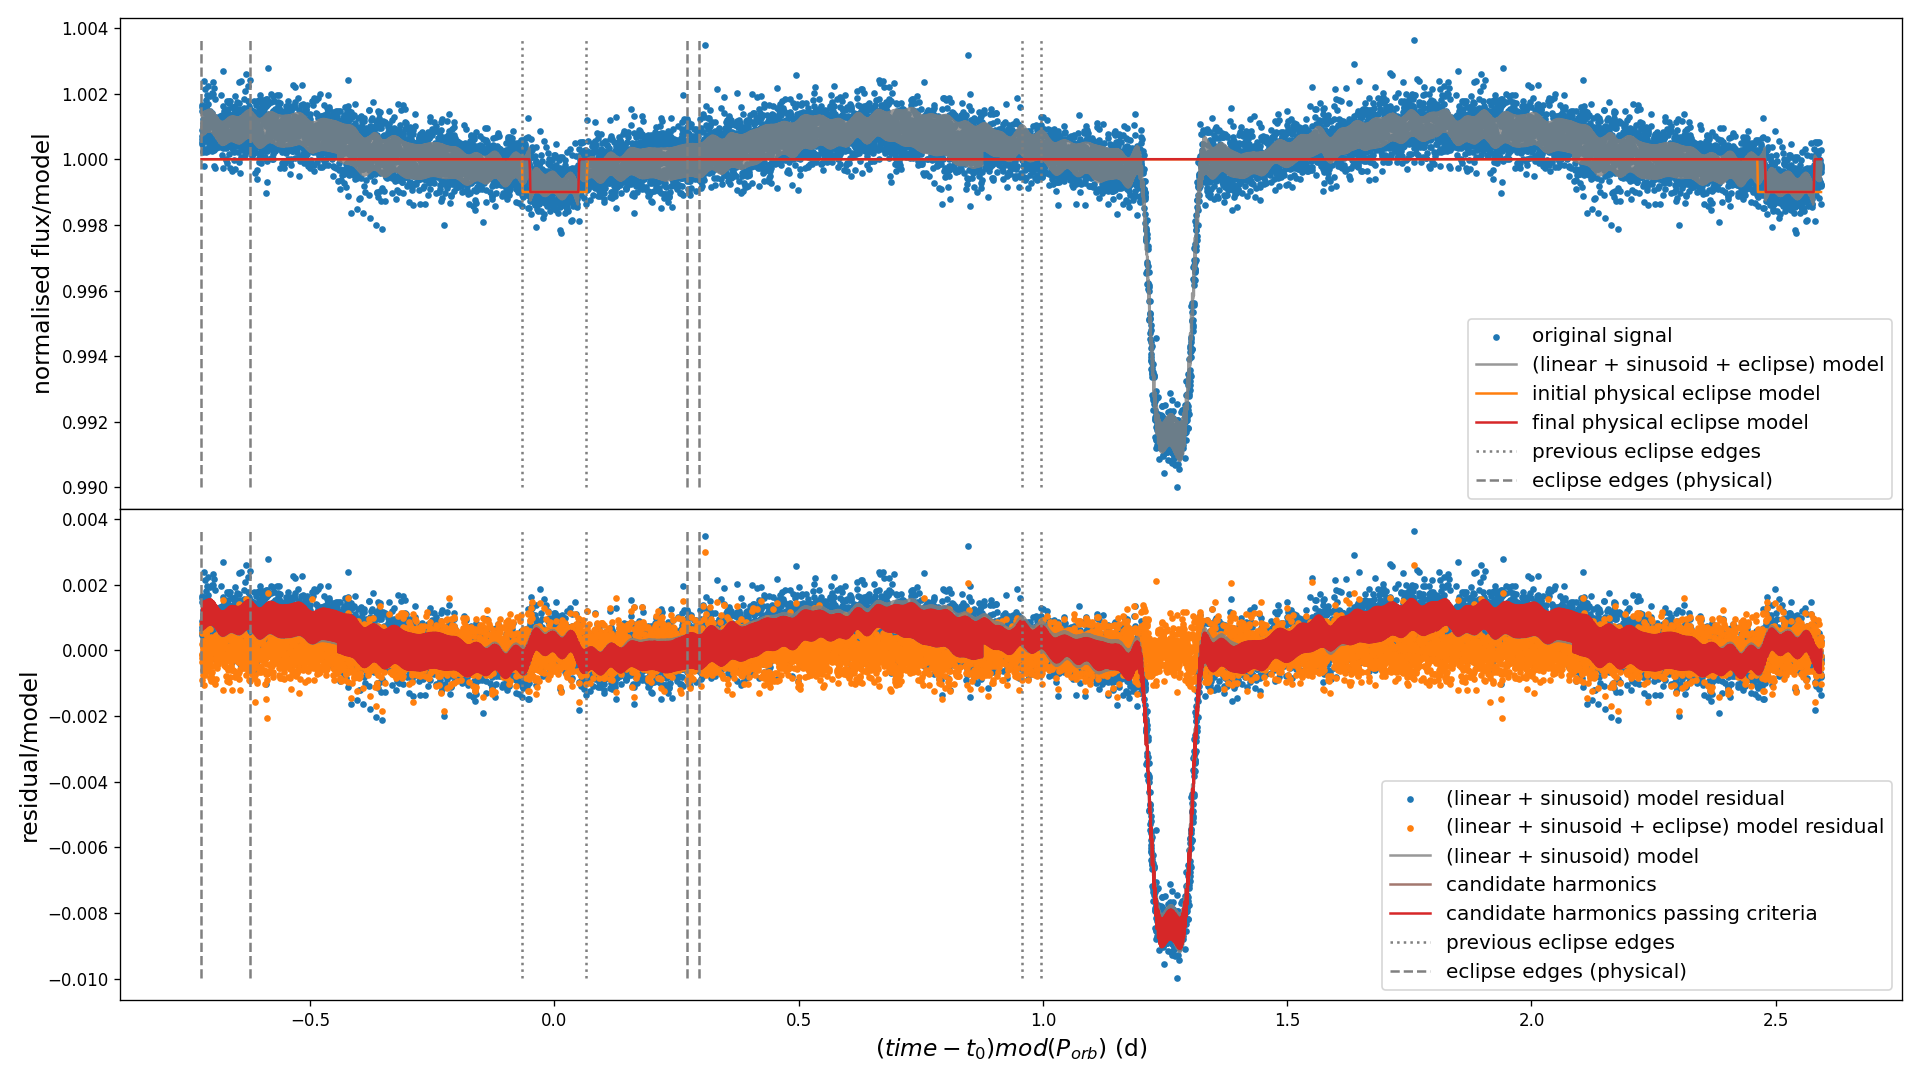 1.004
1.002
1.000
0.998
0.996
0.994
0.992
0.990
normalised flux/model
original signal
(linear + sinusoid + eclipse) model
initial physical eclipse model
final physical eclipse model
previous eclipse edges
eclipse edges (physical)
0.004
0.002
0.000
−0.002
−0.004
−0.006
−0.008
−0.010
residual/model
(linear + sinusoid) model residual
(linear + sinusoid + eclipse) model residual
(linear + sinusoid) model
candidate harmonics
candidate harmonics passing criteria
previous eclipse edges
eclipse edges (physical)
−0.5 0.0 0.5 1.0 1.5 2.0 2.5
(time − t₀)mod(P_orb) (d)